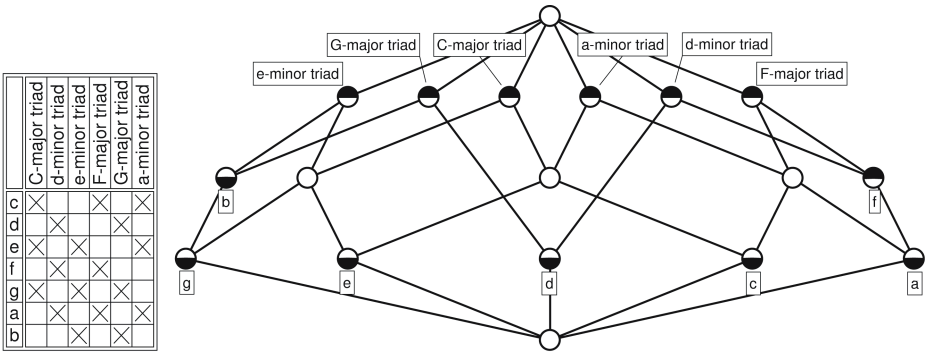 C-major triad
d-minor triad
e-minor triad
F-major triad
G-major triad
a-minor triad
c
d
e
f
g
a
b
G-major triad
C-major triad
a-minor triad
d-minor triad
e-minor triad
F-major triad
b
f
g
e
d
c
a